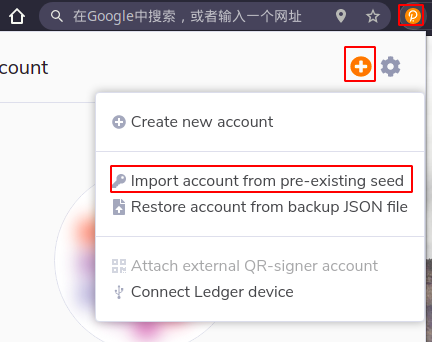 在Google中搜索，或者输入一个网址
count
Create new account
Import account from pre-existing seed
Restore account from backup JSON file
Attach external QR-signer account
Connect Ledger device